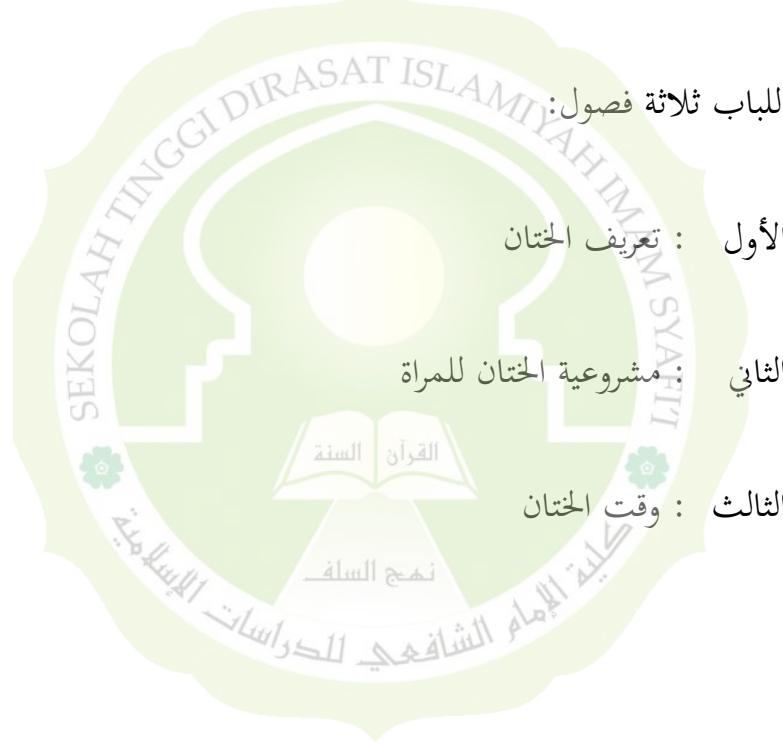 للباب ثلاثة فصول:
الأول : تعريف الختان
الثاني : مشروعية الختان للمراة
الثالث : وقت الختان
SEKOLAH TINGGI DIRASAT ISLAMIYAH IMAM SYAFI'I
القرآن السنة
نهج السلف
كلية الإمام الشافعي للدراسات الإسلامية